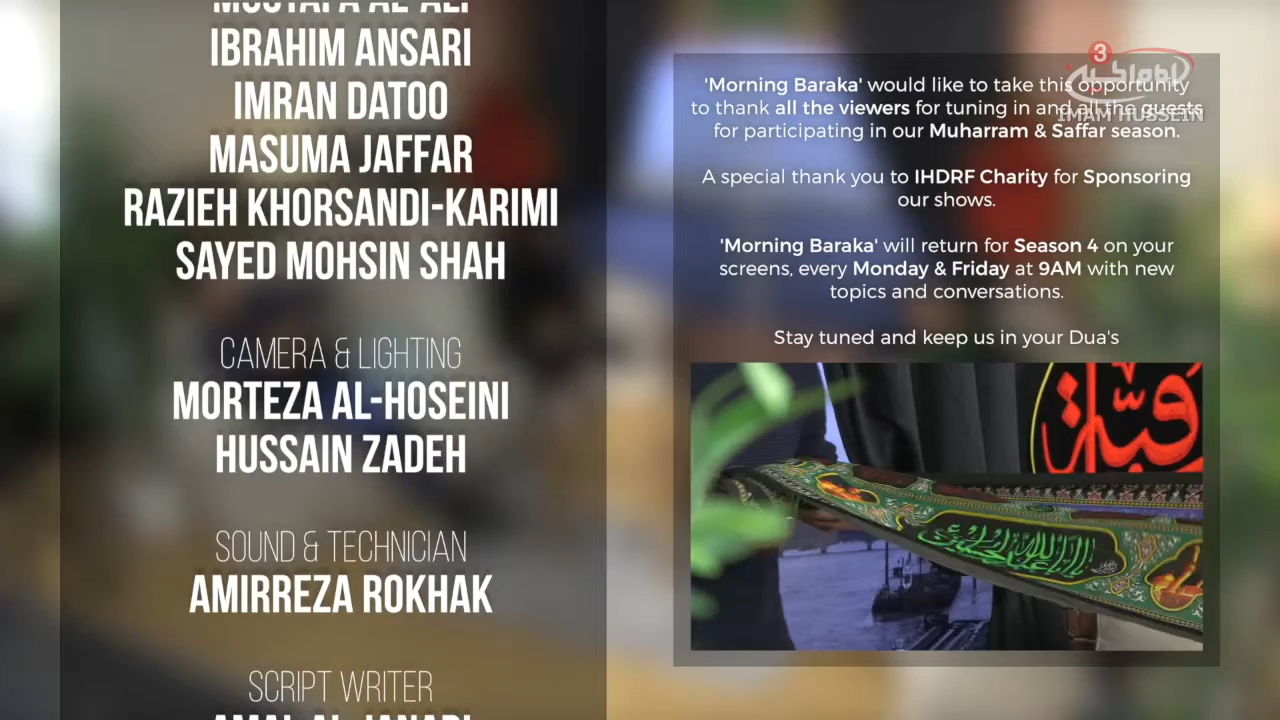 MUSTAFA AL-ALI
IBRAHIM ANSARI
IMRAN DATOO
MASUMA JAFFAR
RAZIEH KHORSANDI-KARIMI
SAYED MOHSIN SHAH
CAMERA & LIGHTING
MORTEZA AL-HOSEINI
HUSSAIN ZADEH
SOUND & TECHNICIAN
AMIRREZA ROKHAK
SCRIPT WRITER
'Morning Baraka' would like to take this opportunity
to thank all the viewers for tuning in and all the guests
for participating in our Muharram & Saffar season.
A special thank you to IHDRF Charity for Sponsoring
our shows.
'Morning Baraka' will return for Season 4 on your
screens, every Monday & Friday at 9AM with new
topics and conversations.
Stay tuned and keep us in your Dua's
3
IMAM HUSSEIN